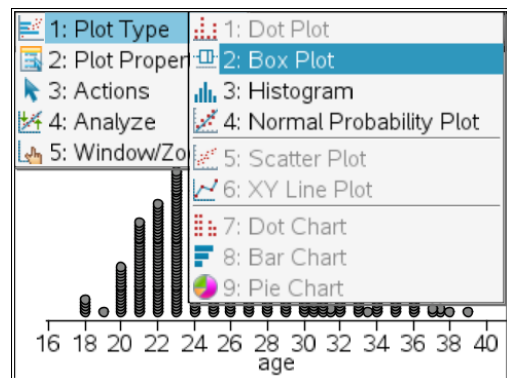 1: Plot Type
2: Plot Proper
3: Actions
4: Analyze
5: Window/Zo
1: Dot Plot
2: Box Plot
3: Histogram
4: Normal Probability Plot
5: Scatter Plot
6: XY Line Plot
7: Dot Chart
8: Bar Chart
9: Pie Chart
16 18 20 22 24 26 28 30 32 34 36 38 40
age